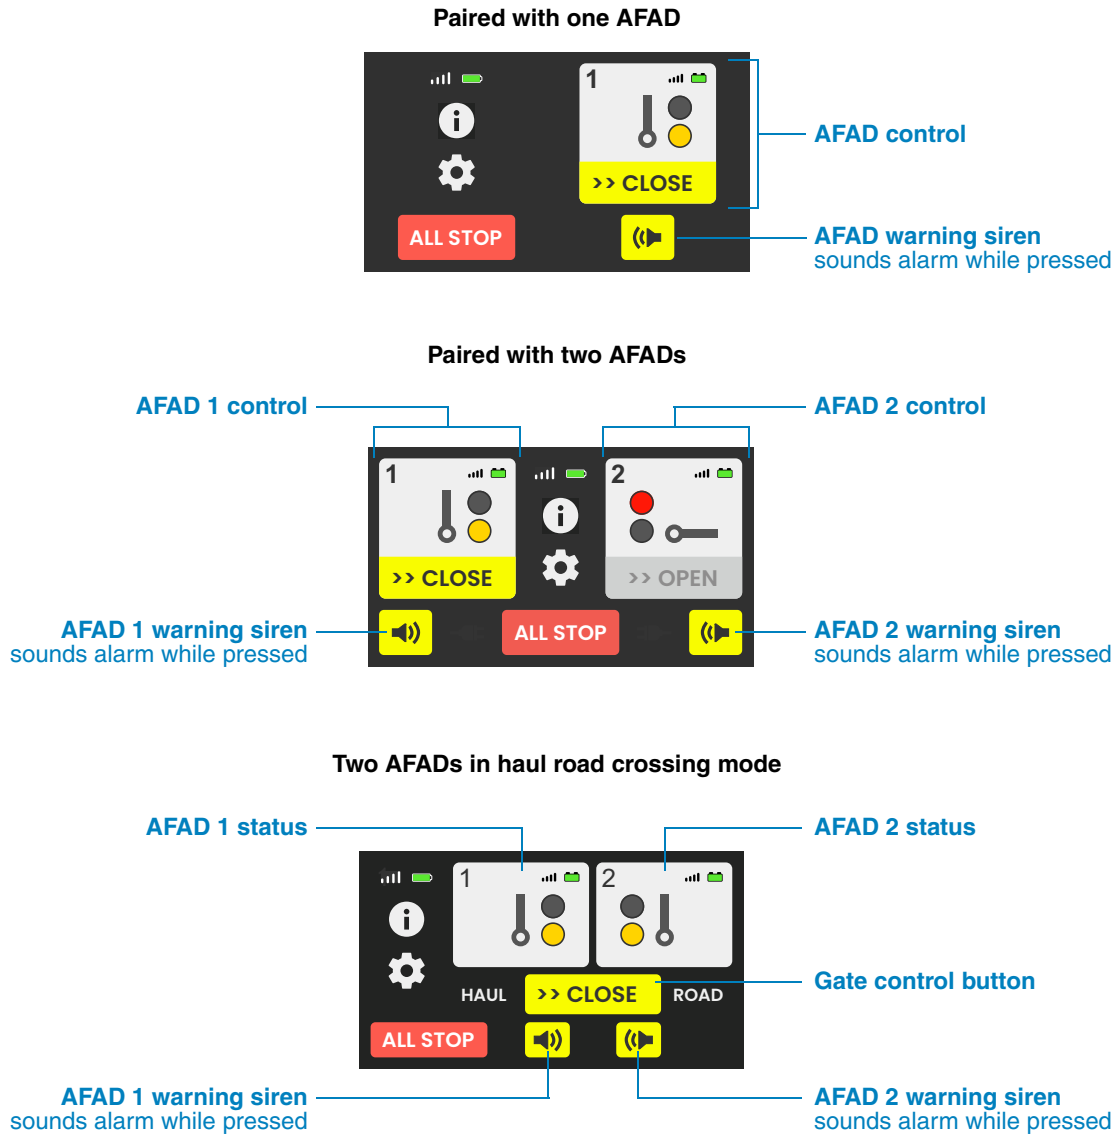 Paired with one AFAD
1
i
>> CLOSE
ALL STOP
AFAD control
AFAD warning siren
sounds alarm while pressed
Paired with two AFADs
AFAD 1 control
AFAD 2 control
1
i
2
>> CLOSE
>> OPEN
ALL STOP
AFAD 1 warning siren
sounds alarm while pressed
AFAD 2 warning siren
sounds alarm while pressed
Two AFADs in haul road crossing mode
AFAD 1 status
AFAD 2 status
i
1
2
HAUL
>> CLOSE
ROAD
Gate control button
ALL STOP
AFAD 1 warning siren
sounds alarm while pressed
AFAD 2 warning siren
sounds alarm while pressed